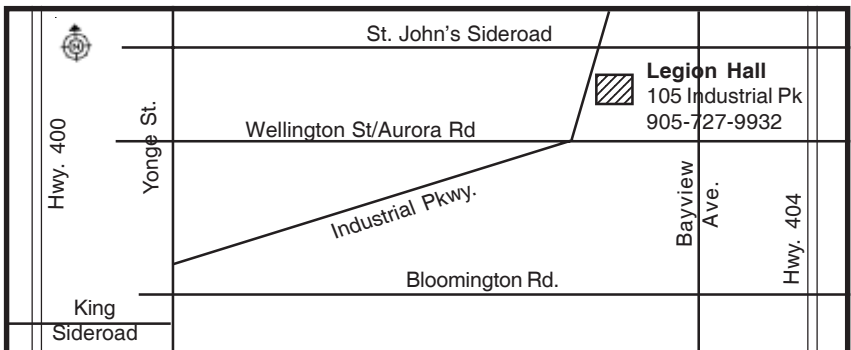 N
St. John's Sideroad
Legion Hall
105 Industrial Pk
905-727-9932
Hwy. 400
Yonge St.
Wellington St/Aurora Rd
Industrial Pkwy.
Bayview
Ave.
Hwy. 404
Bloomington Rd.
King
Sideroad